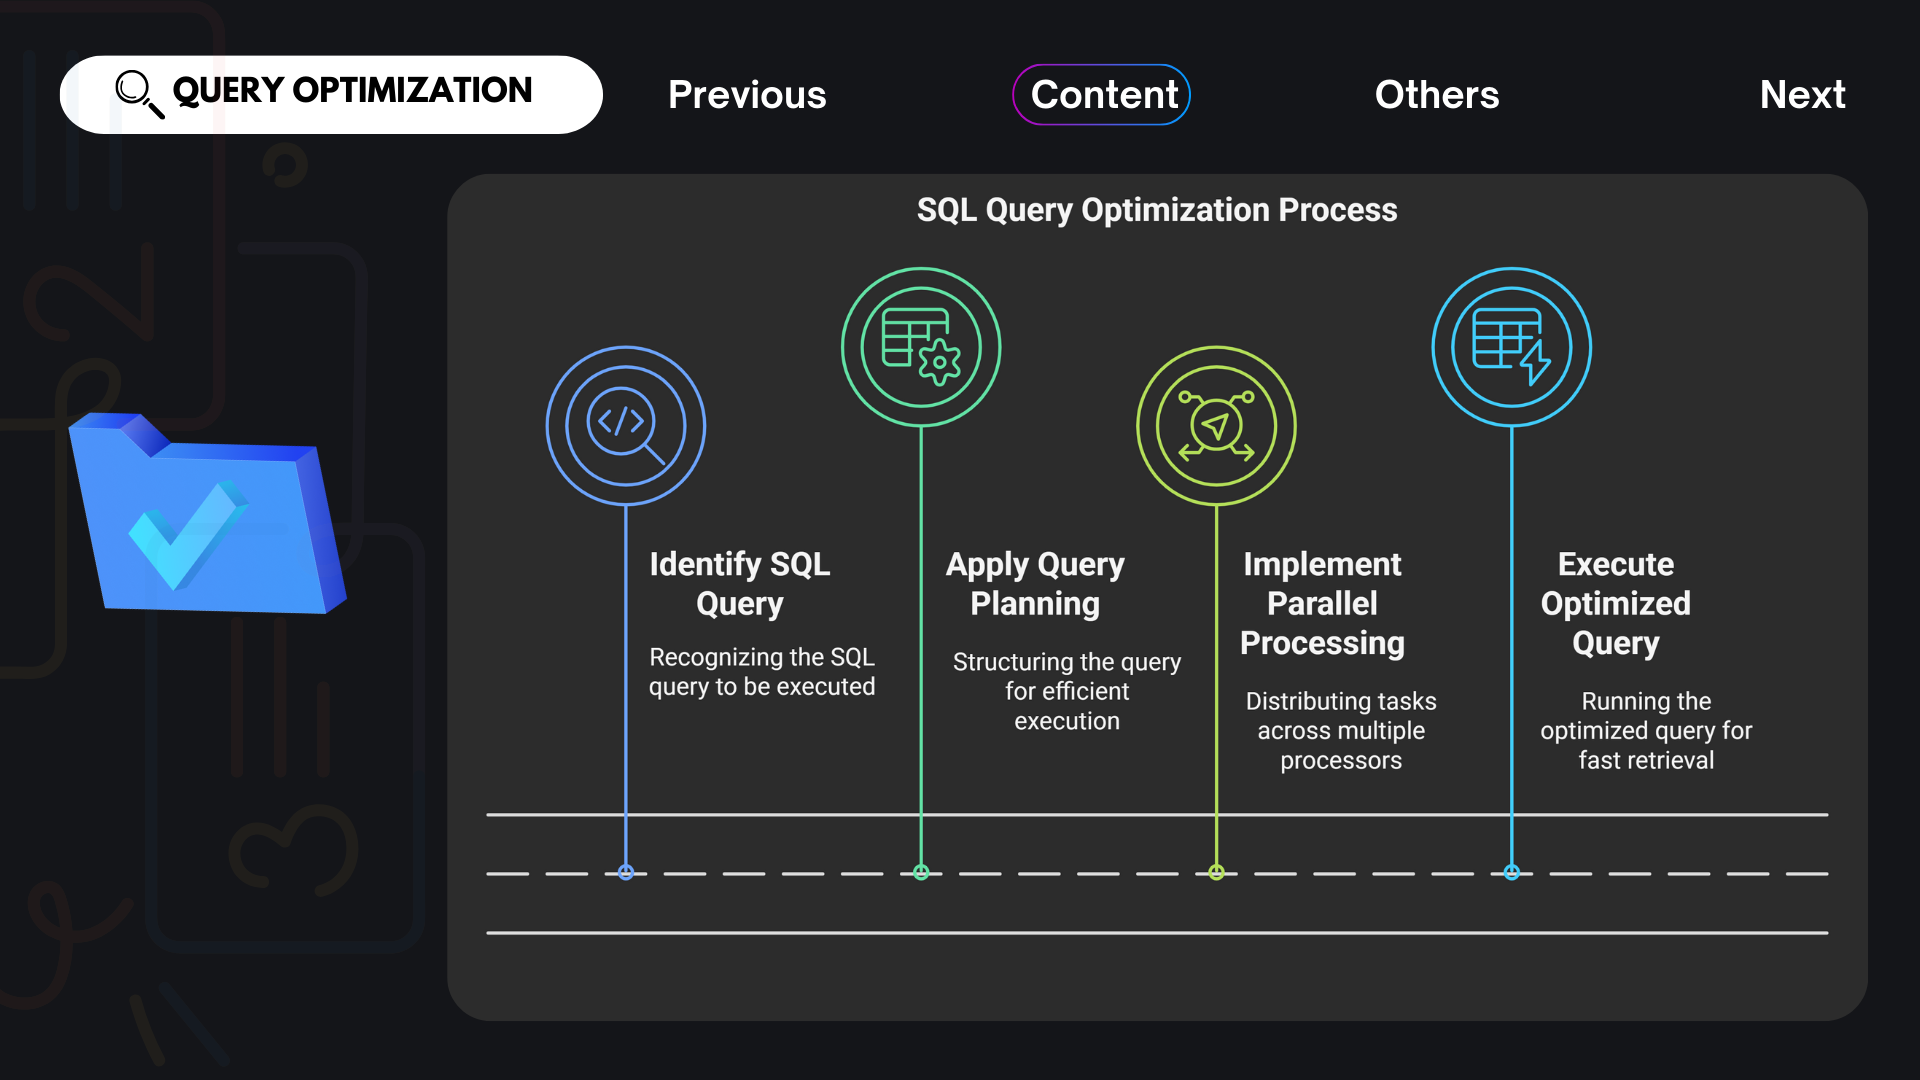 QUERY OPTIMIZATION
Previous
Content
Others
Next
SQL Query Optimization Process
Identify SQL
Query
Recognizing the SQL
query to be executed
Apply Query
Planning
Structuring the query
for efficient
execution
Implement
Parallel
Processing
Distributing tasks
across multiple
processors
Execute
Optimized
Query
Running the
optimized query for
fast retrieval